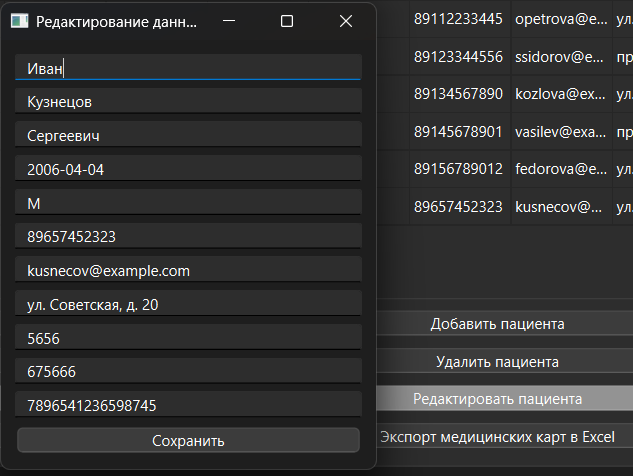 Редактирование данн...
Иван
Кузнецов
Сергеевич
2006-04-04
М
89657452323
kusnecov@example.com
ул. Советская, д. 20
5656
675666
7896541236598745
Сохранить
89112233445 opetrova@e... ул.
89123344556 ssidorov@e... пр
89134567890 kozlova@ex... ул.
89145678901 vasilev@exa... пр
89156789012 fedorova@e... ул.
89657452323 kusnecov@... ул.
Добавить пациента
Удалить пациента
Редактировать пациента
Экспорт медицинских карт в Excel